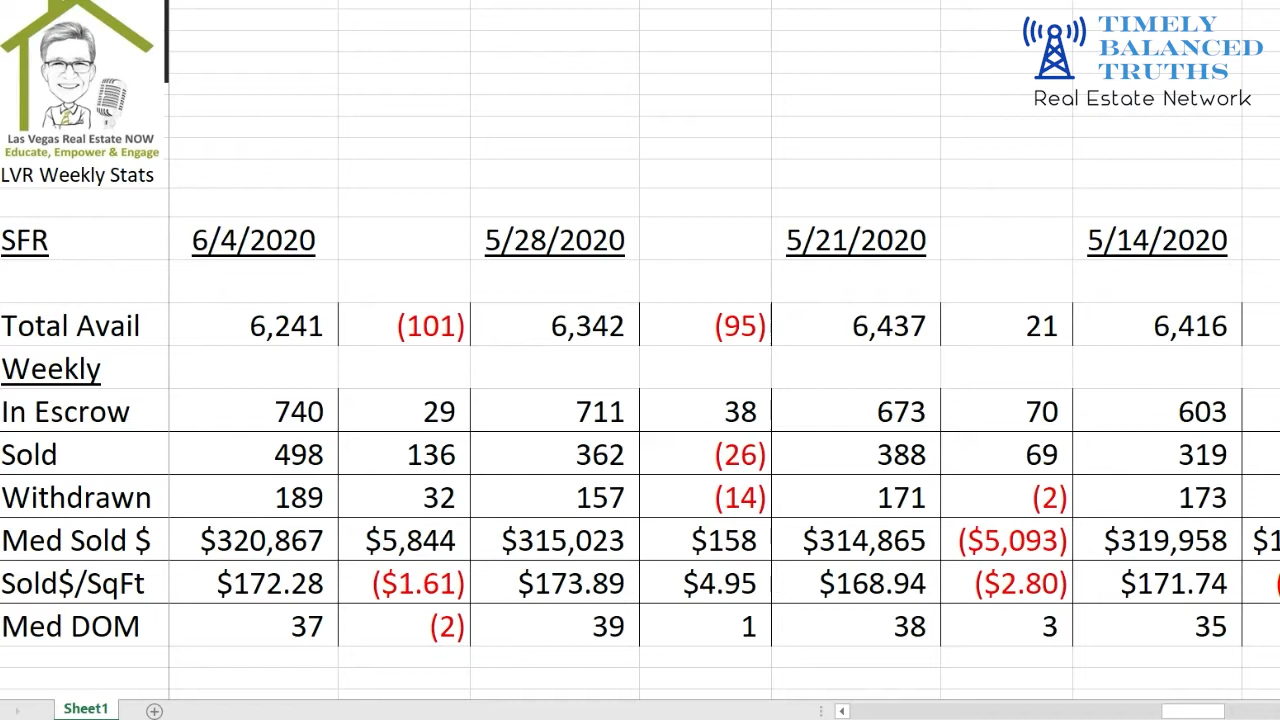 TIMELY
BALANCED
TRUTHS
Real Estate Network
Las Vegas Real Estate NOW
Educate, Empower & Engage
LVR Weekly Stats
SFR 6/4/2020 5/28/2020 5/21/2020 5/14/2020
Total Avail 6,241 (101) 6,342 (95) 6,437 21 6,416
Weekly
In Escrow 740 29 711 38 673 70 603
Sold 498 136 362 (26) 388 69 319
Withdrawn 189 32 157 (14) 171 (2) 173
Med Sold $ $320,867 $5,844 $315,023 $158 $314,865 ($5,093) $319,958
Sold$/SqFt $172.28 ($1.61) $173.89 $4.95 $168.94 ($2.80) $171.74
Med DOM 37 (2) 39 1 38 3 35
Sheet1